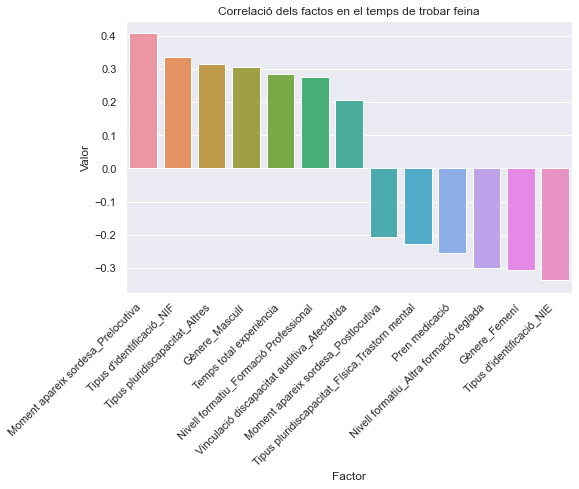 Correlació dels factos en el temps de trobar feina
Valor
0.4
0.3
0.2
0.1
0.0
−0.1
−0.2
−0.3
Moment apareix sordesa_Prelocutiva
Tipus d'identificació_NIF
Tipus pluridiscapacitat_Altres
Gènere_Masculí
Temps total experiència
Nivell formatiu_Formació Professional
Vinculació discapacitat auditiva_Afectat/da
Moment apareix sordesa_Postlocutiva
Tipus pluridiscapacitat_Física,Trastorn mental
Pren medicació
Nivell formatiu_Altra formació reglada
Gènere_Femení
Tipus d'identificació_NIE
Factor